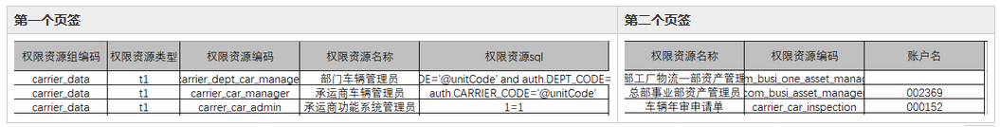 第一个页签 第二个页签
权限资源组编码 权限资源类型 权限资源编码 权限资源名称 权限资源sql 权限资源名称 权限资源编码 账户名
carrier_data t1 carrier_dept_car_manage 部门车辆管理员 DE='@unitCode' and auth.DEPT_CODE= 部工厂物流一部资产管理 m_busi_one_asset_mana
carrier_data t1 carrier_car_manager 承运商车辆管理员 auth.CARRIER_CODE='@unitCode' 总部事业部资产管理员 com_busi_asset_manager 002369
carrier_data t1 carrer_car_admin 承运商功能系统管理员 1=1 车辆年审申请单 carrier_car_inspection 000152